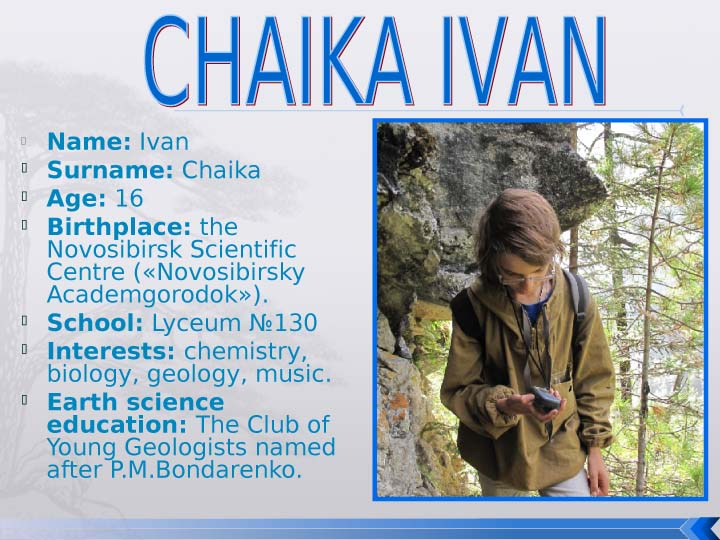 CHAIKA IVAN
Name: Ivan
Surname: Chaika
Age: 16
Birthplace: the
Novosibirsk Scientific
Centre («Novosibirsky
Academgorodok»).
School: Lyceum №130
Interests: chemistry,
biology, geology, music.
Earth science
education: The Club of
Young Geologists named
after P.M.Bondarenko.